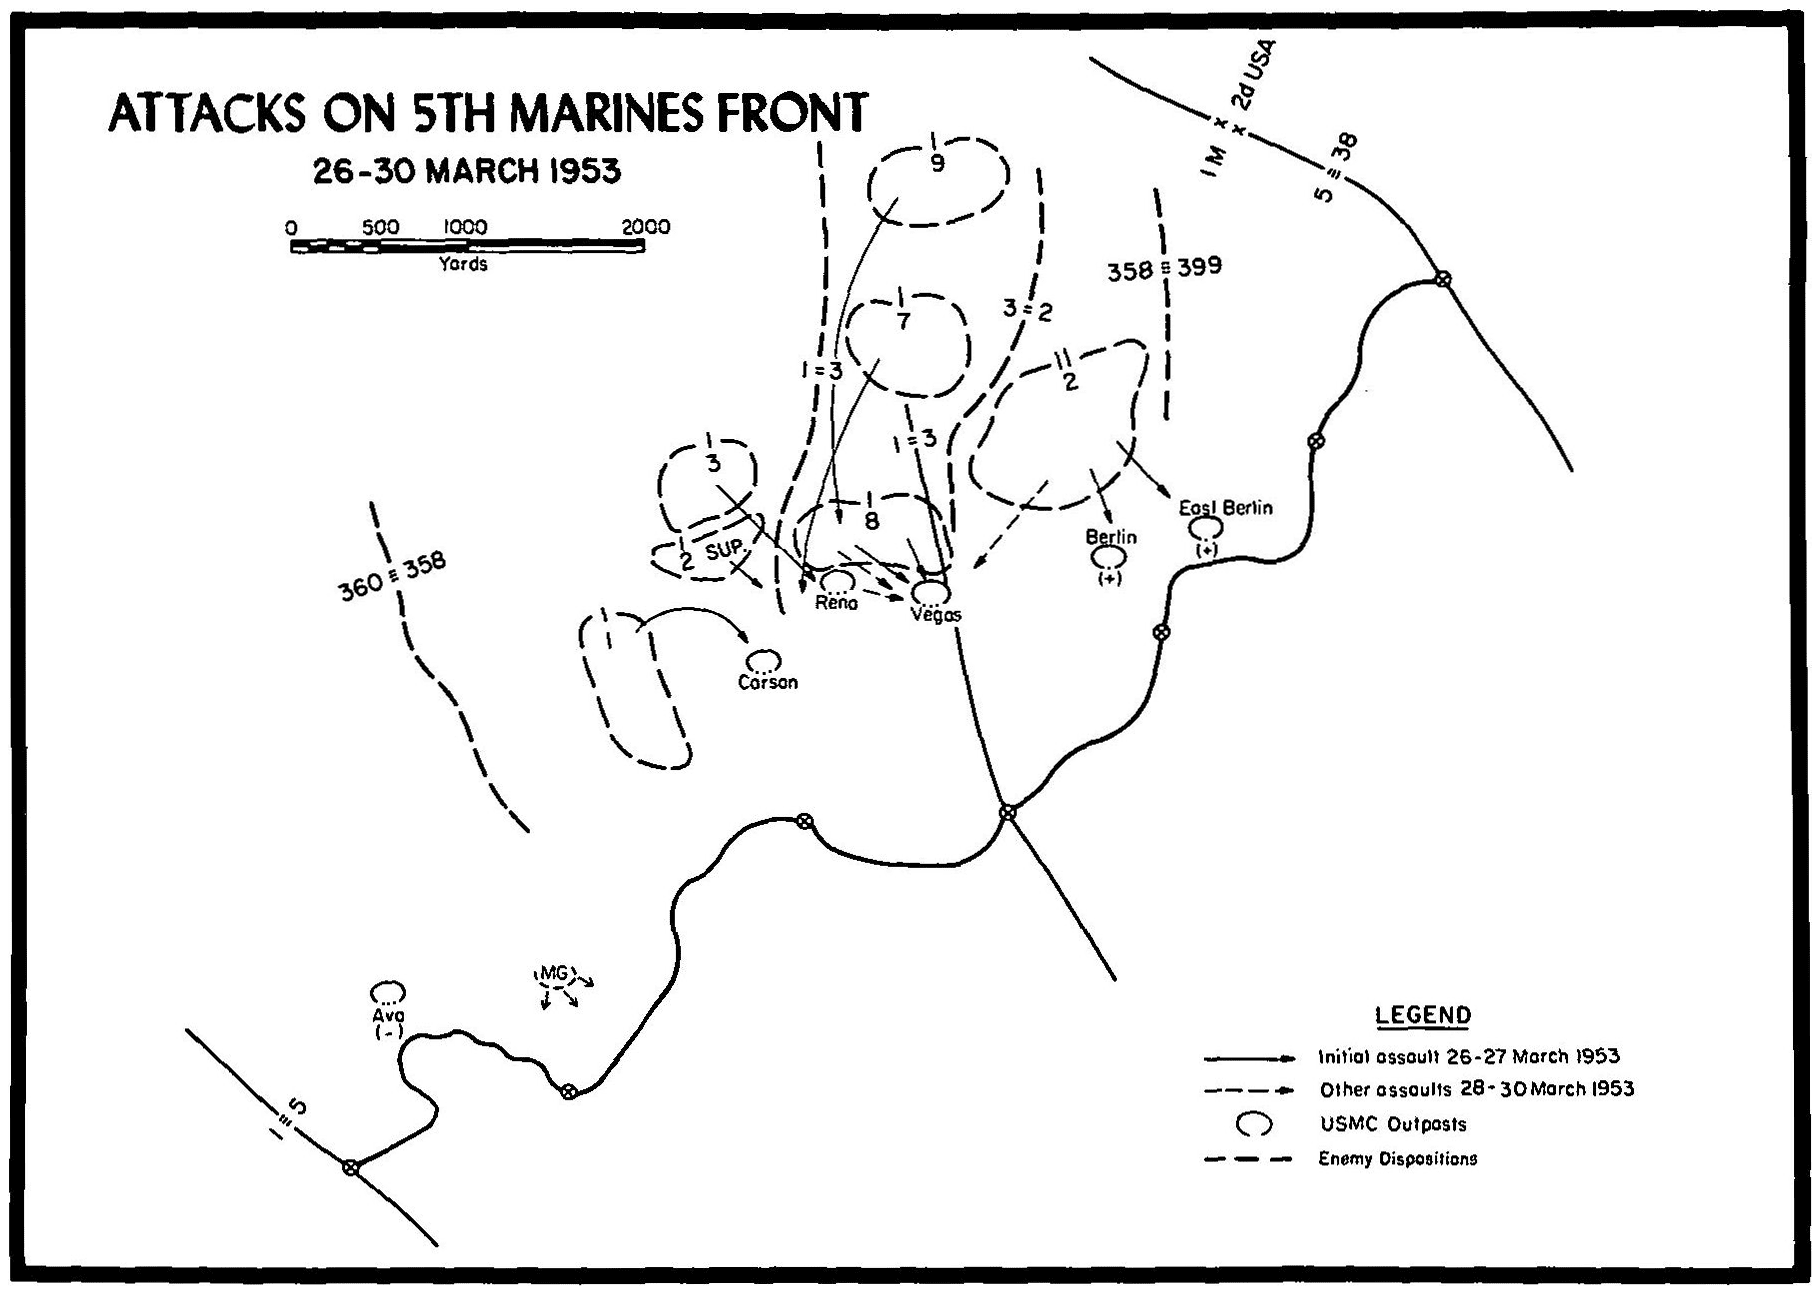 ATTACKS ON 5TH MARINES FRONT
26-30 MARCH 1953
0 500 1000 2000
Yards
2d USA
1 M
38
5
9
358 399
7
3 = 2
1 = 3
2
1 = 3
3
8
2 SUP.
East Berlin
(+)
Berlin
(+)
360 358
Reno
Vegas
1
Carson
(MG)
Ava
(-)
5
1
LEGEND
Initial assault 26-27 March 1953
Other assaults 28-30 March 1953
USMC Outposts
Enemy Dispositions